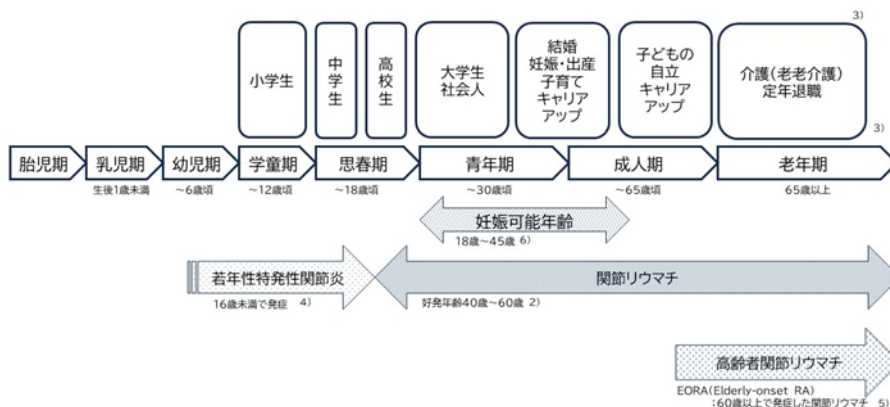 3)
小学生
中学生
高校生
大学生
社会人
結婚
妊娠・出産
子育て
キャリア
アップ
子どもの
自立
キャリア
アップ
介護(老老介護)
定年退職
3)
胎児期
乳児期
幼児期
学童期
思春期
青年期
成人期
老年期
生後1歳未満
～6歳頃
～12歳頃
～18歳頃
～30歳頃
～65歳頃
65歳以上
妊娠可能年齢
18歳～45歳 6)
若年性特発性関節炎
関節リウマチ
16歳未満で発症 4)
好発年齢40歳～60歳 2)
高齢者関節リウマチ
EORA(Elderly-onset RA)
:60歳以上で発症した関節リウマチ 5)